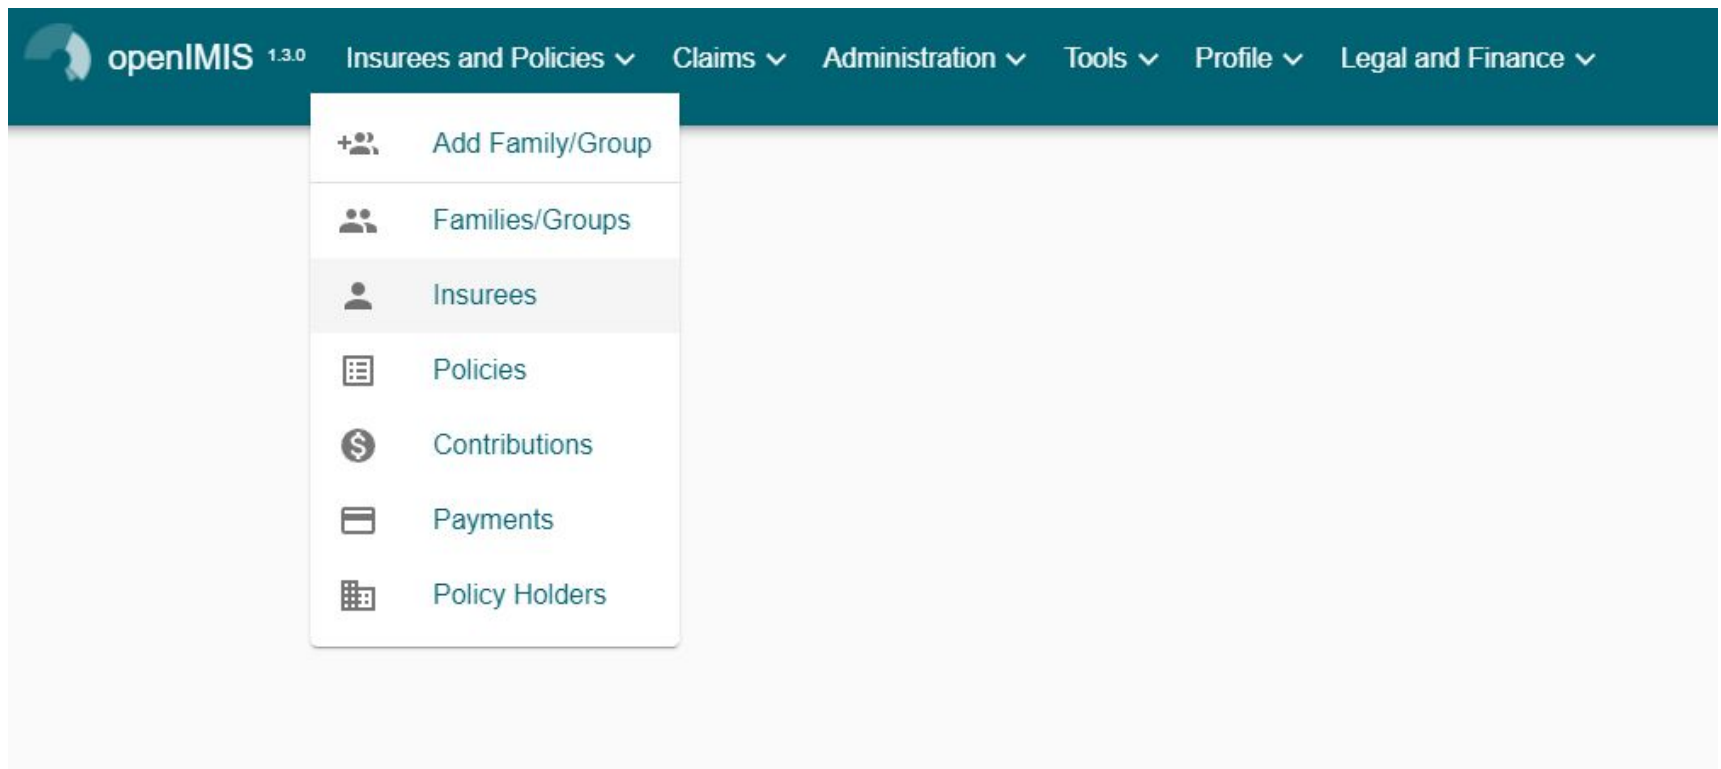 openIMIS 1.3.0 Insurees and Policies Claims Administration Tools Profile Legal and Finance
Add Family/Group
Families/Groups
Insurees
Policies
Contributions
Payments
Policy Holders